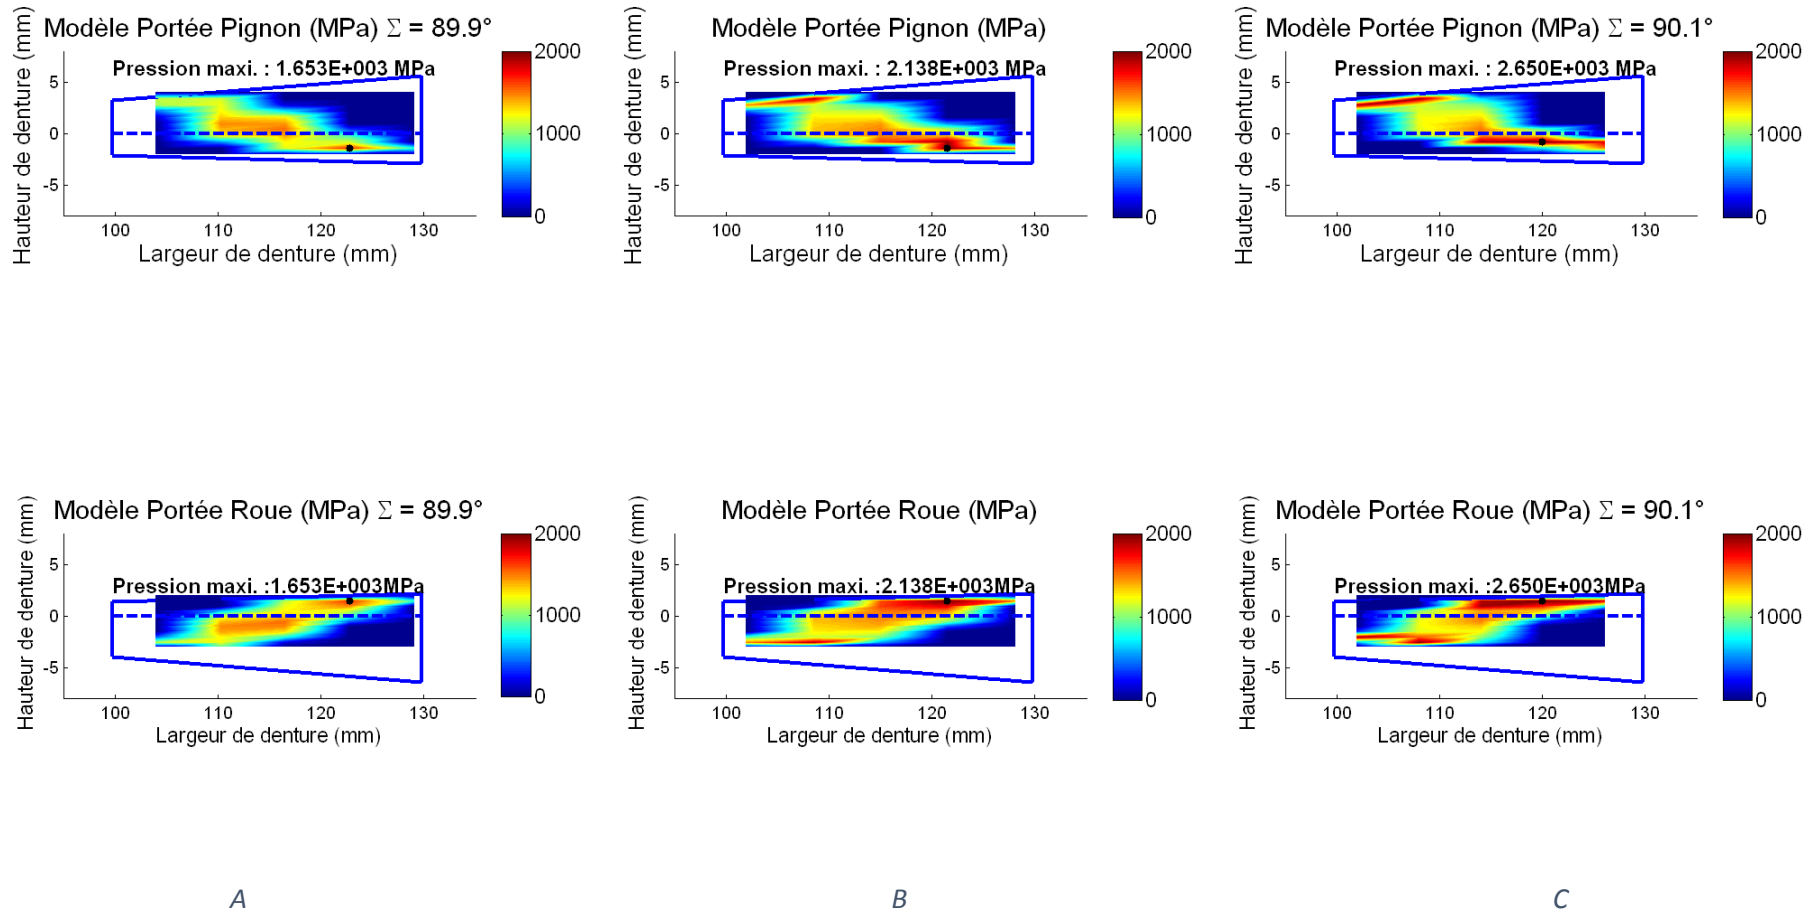 Modèle Portée Pignon (MPa) Σ = 89.9°
Pression maxi. : 1.653E+003 MPa
Hauteur de denture (mm)
5
0
-5
100
110
120
130
Largeur de denture (mm)
2000
1000
0
Modèle Portée Pignon (MPa)
Pression maxi. : 2.138E+003 MPa
Hauteur de denture (mm)
5
0
-5
100
110
120
130
Largeur de denture (mm)
2000
1000
0
Modèle Portée Pignon (MPa) Σ = 90.1°
Pression maxi. : 2.650E+003 MPa
Hauteur de denture (mm)
5
0
-5
100
110
120
130
Largeur de denture (mm)
2000
1000
0
Modèle Portée Roue (MPa) Σ = 89.9°
Pression maxi. :1.653E+003MPa
Hauteur de denture (mm)
5
0
-5
100
110
120
130
Largeur de denture (mm)
2000
1000
0
Modèle Portée Roue (MPa)
Pression maxi. :2.138E+003MPa
Hauteur de denture (mm)
5
0
-5
100
110
120
130
Largeur de denture (mm)
2000
1000
0
Modèle Portée Roue (MPa) Σ = 90.1°
Pression maxi. :2.650E+003MPa
Hauteur de denture (mm)
5
0
-5
100
110
120
130
Largeur de denture (mm)
2000
1000
0
A
B
C